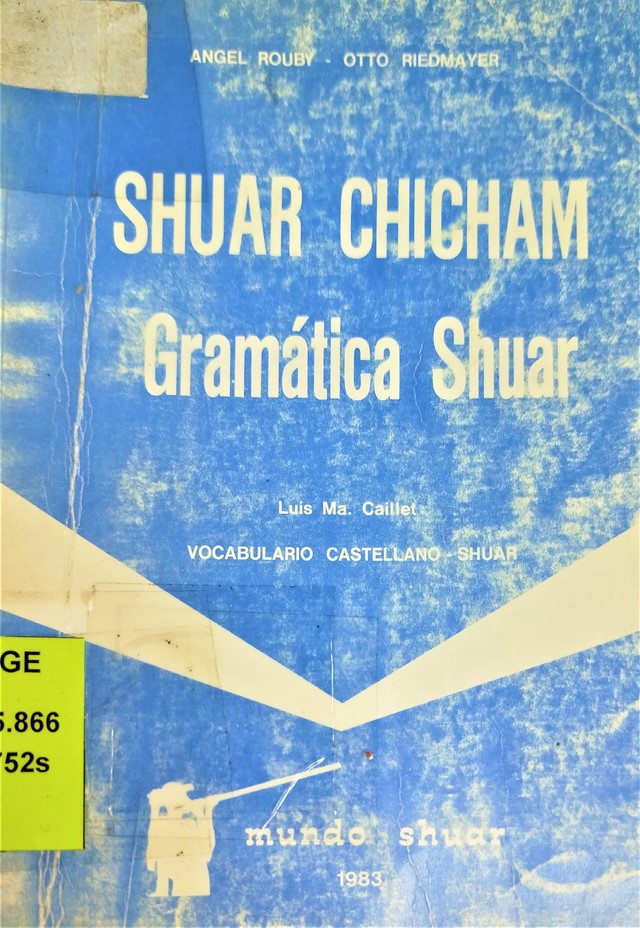 ANGEL ROUBY - OTTO RIEDMAYER
SHUAR CHICHAM
Gramática Shuar
Luis Ma. Caillet
VOCABULARIO CASTELLANO - SHUAR
GE
5.866
752s
mundo shuar
1983